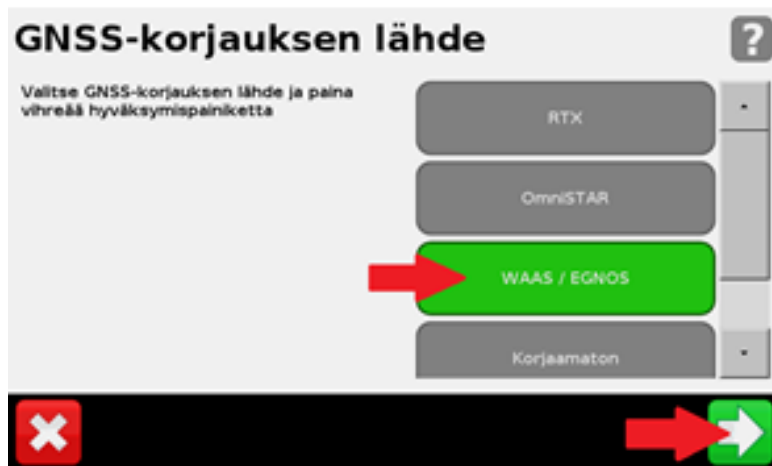 GNSS-korjauksen lähde
?
Valitse GNSS-korjauksen lähde ja paina
vihreää hyväksymispainiketta
RTX
OmniSTAR
WAAS / EGNOS
Korjaamaton